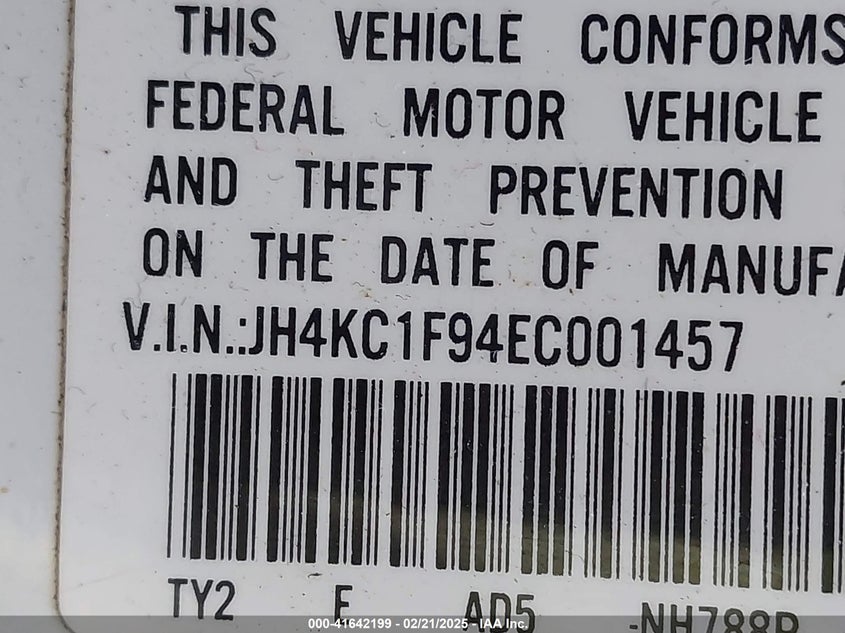 THIS VEHICLE CONFORMS
FEDERAL MOTOR VEHICLE
AND THEFT PREVENTION
ON THE DATE OF MANUFA
V.I.N.:JH4KC1F94EC001457
TY2 E AD5 -NH788P
000-41642199 - 02/21/2025 - IAA Inc.